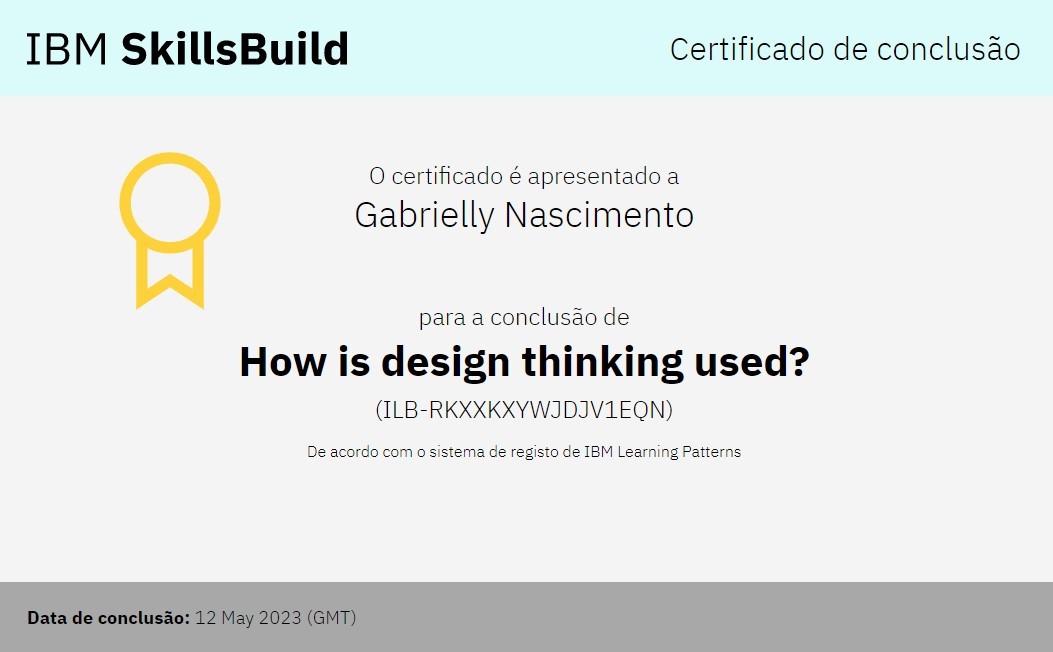 IBM SkillsBuild
Certificado de conclusão
O certificado é apresentado a
Gabrielly Nascimento
para a conclusão de
How is design thinking used?
(ILB-RKXXKXYWJDJV1EQN)
De acordo com o sistema de registo de IBM Learning Patterns
Data de conclusão: 12 May 2023 (GMT)